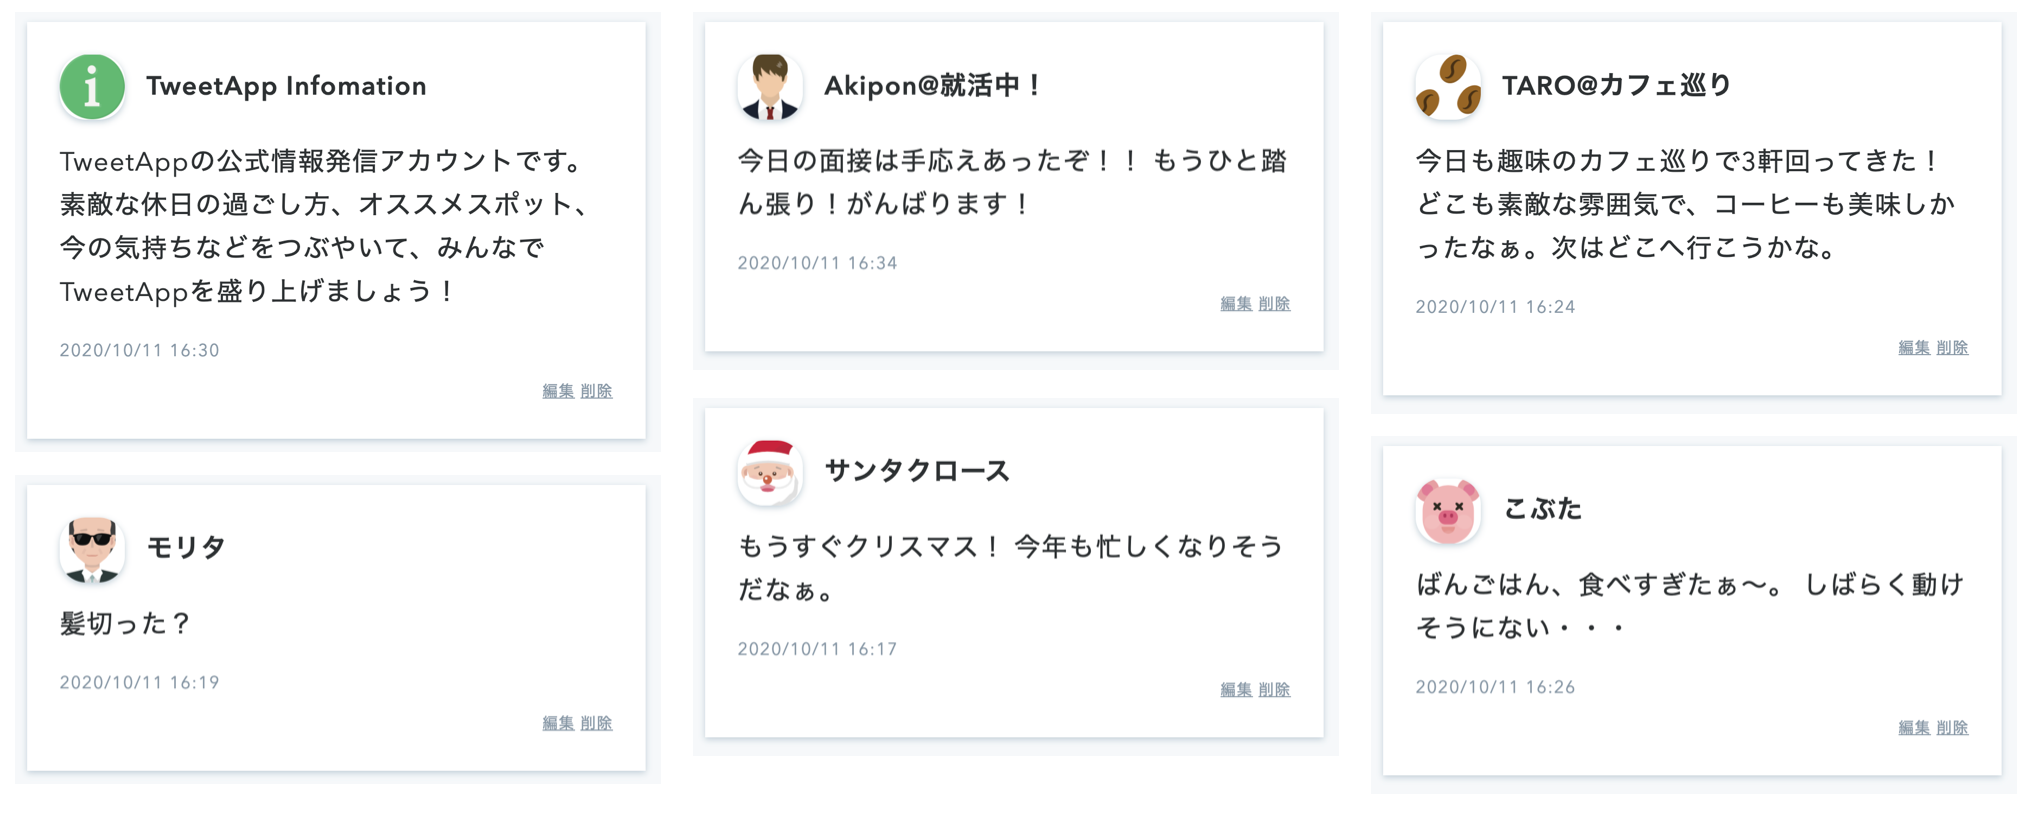 TweetApp Infomation
TweetAppの公式情報発信アカウントです。
素敵な休日の過ごし方、オススメスポット、
今の気持ちなどをつぶやいて、みんなで
TweetAppを盛り上げましょう！
2020/10/11 16:30
編集 削除
モリタ
髪切った？
2020/10/11 16:19
編集 削除
Akipon@就活中！
今日の面接は手応えあったぞ！！ もうひと踏
ん張り！がんばります！
2020/10/11 16:34
編集 削除
サンタクロース
もうすぐクリスマス！ 今年も忙しくなりそう
だなぁ。
2020/10/11 16:17
編集 削除
TARO@カフェ巡り
今日も趣味のカフェ巡りで3軒回ってきた！
どこも素敵な雰囲気で、コーヒーも美味しか
ったなぁ。次はどこへ行こうかな。
2020/10/11 16:24
編集 削除
こぶた
ばんごはん、食べすぎたぁ〜。 しばらく動け
そうにない・・・
2020/10/11 16:26
編集 削除